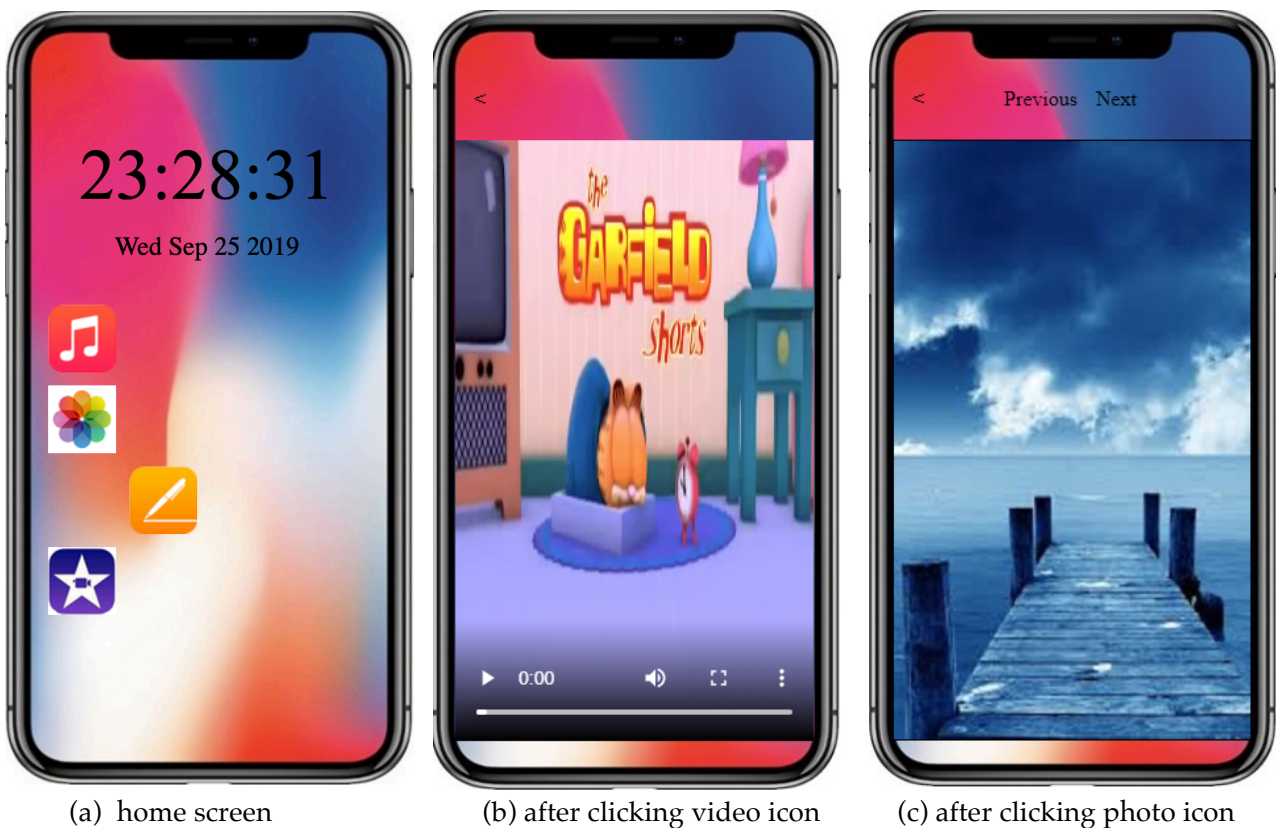 23:28:31
Wed Sep 25 2019
(a) home screen
<
the
GARFIELD
shorts
0:00
(b) after clicking video icon
< Previous Next
(c) after clicking photo icon